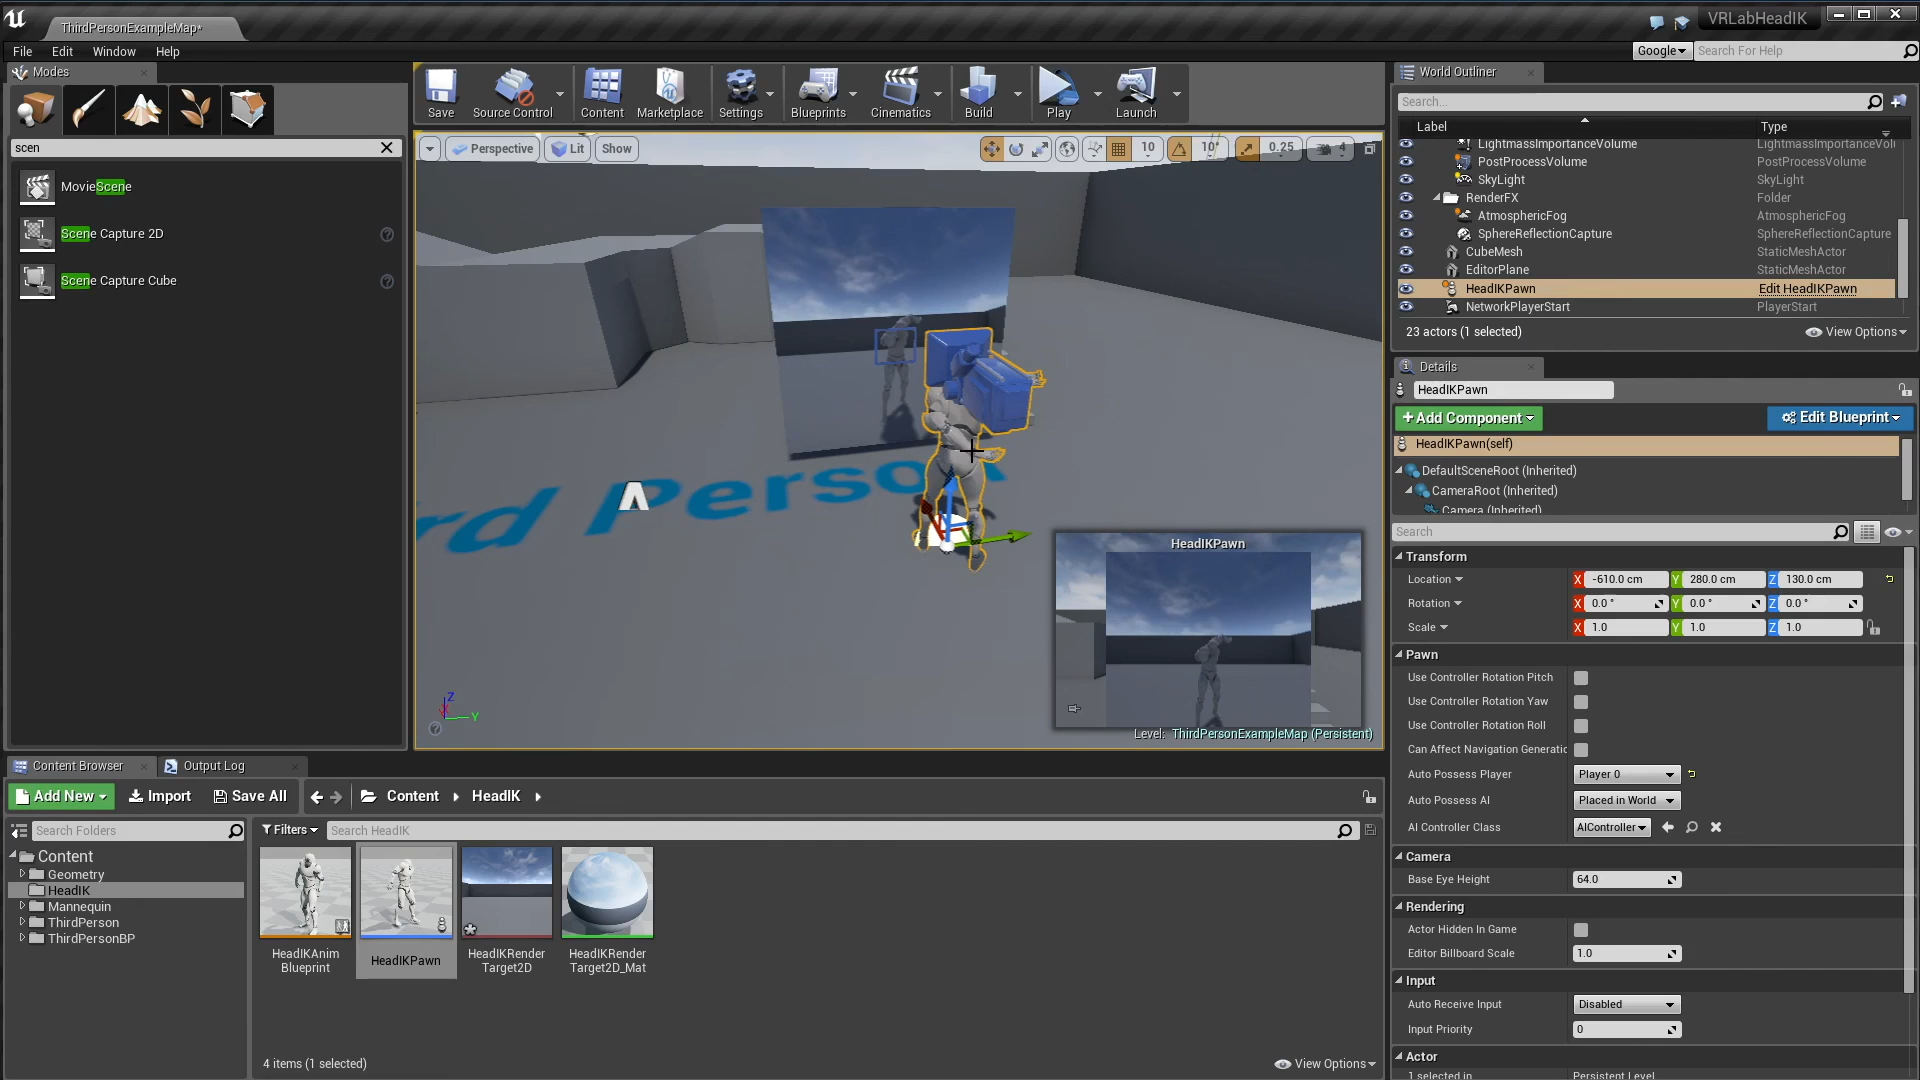 ThirdPersonExampleMap*
VRLabHeadIK
File Edit Window Help
Google Search For Help
Modes
scen
MovieScene
Scene Capture 2D
Scene Capture Cube
Save Source Control Content Marketplace Settings Blueprints Cinematics Build Play Launch
Perspective Lit Show 10 10° 0.25 4
rd Person
HeadIKPawn
Level: ThirdPersonExampleMap (Persistent)
Z
X
Y
World Outliner
Search...
Label Type
LightmassImportanceVolume
PostProcessVolume PostProcessVolume
SkyLight SkyLight
RenderFX Folder
AtmosphericFog AtmosphericFog
SphereReflectionCapture SphereReflectionCapture
CubeMesh StaticMeshActor
EditorPlane StaticMeshActor
HeadIKPawn Edit HeadIKPawn
NetworkPlayerStart PlayerStart
23 actors (1 selected) View Options
Details
HeadIKPawn
+ Add Component Edit Blueprint
HeadIKPawn(self)
DefaultSceneRoot (Inherited)
CameraRoot (Inherited)
Camera (Inherited)
Search
Transform
Location X -610.0 cm Y 280.0 cm Z 130.0 cm
Rotation X 0.0 ° Y 0.0 ° Z 0.0 °
Scale X 1.0 Y 1.0 Z 1.0
Pawn
Use Controller Rotation Pitch
Use Controller Rotation Yaw
Use Controller Rotation Roll
Can Affect Navigation Generatic
Auto Possess Player Player 0
Auto Possess AI Placed in World
AI Controller Class AIController
Camera
Base Eye Height 64.0
Rendering
Actor Hidden In Game
Editor Billboard Scale 1.0
Input
Auto Receive Input Disabled
Input Priority 0
Actor
1 selected in Persistent Level
Content Browser Output Log
Add New Import Save All Content HeadIK
Search Folders Filters Search HeadIK
Content
Geometry
HeadIK
Mannequin
ThirdPerson
ThirdPersonBP
HeadIKAnim
Blueprint
HeadIKPawn
HeadIKRender
Target2D
HeadIKRender
Target2D_Mat
4 items (1 selected) View Options